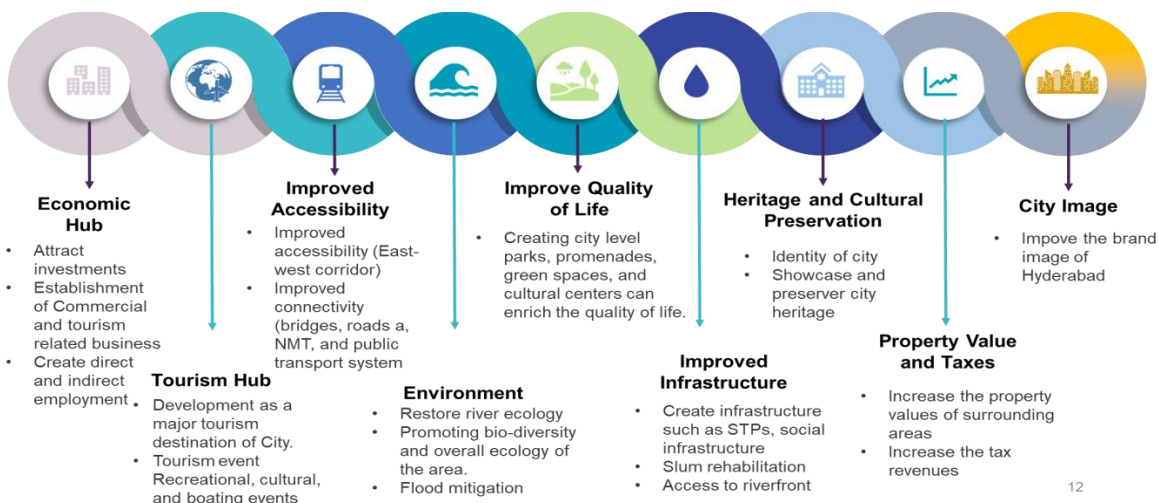 Economic
Hub
• Attract
investments
• Establishment
of Commercial
and tourism
related business
• Create direct
and indirect
employment
Tourism Hub
• Development as a
major tourism
destination of City.
• Tourism event
Recreational, cultural,
and boating events
Improved
Accessibility
• Improved
accessibility (East-
west corridor)
• Improved
connectivity
(bridges, roads a,
NMT, and public
transport system
Environment
• Restore river ecology
• Promoting bio-diversity
and overall ecology of
the area.
• Flood mitigation
Improve Quality
of Life
• Creating city level
parks, promenades,
green spaces, and
cultural centers can
enrich the quality of life.
Improved
Infrastructure
• Create infrastructure
such as STPs, social
infrastructure
• Slum rehabilitation
• Access to riverfront
Heritage and Cultural
Preservation
• Identity of city
• Showcase and
preserver city
heritage
Property Value
and Taxes
• Increase the property
values of surrounding
areas
• Increase the tax
revenues
City Image
• Impove the brand
image of
Hyderabad
12